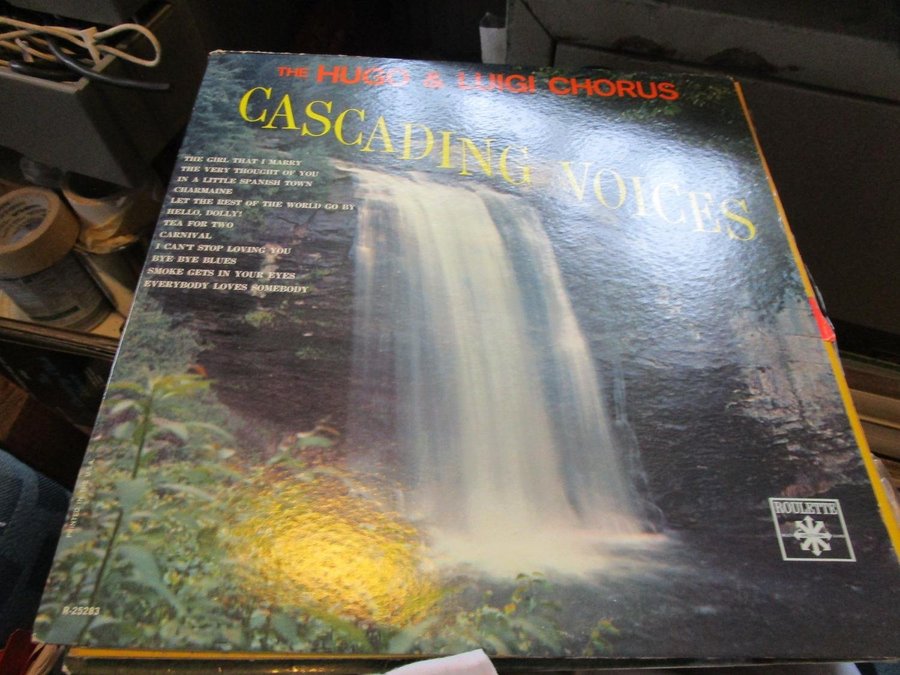 THE HUGO & LUIGI CHORUS
CASCADING VOICES
THE GIRL THAT I MARRY
THE VERY THOUGHT OF YOU
IN A LITTLE SPANISH TOWN
CHARMAINE
LET THE REST OF THE WORLD GO BY
HELLO, DOLLY!
TEA FOR TWO
CARNIVAL
I CAN'T STOP LOVING YOU
BYE BYE BLUES
SMOKE GETS IN YOUR EYES
EVERYBODY LOVES SOMEBODY
ROULETTE
PRINTED IN
R-25283